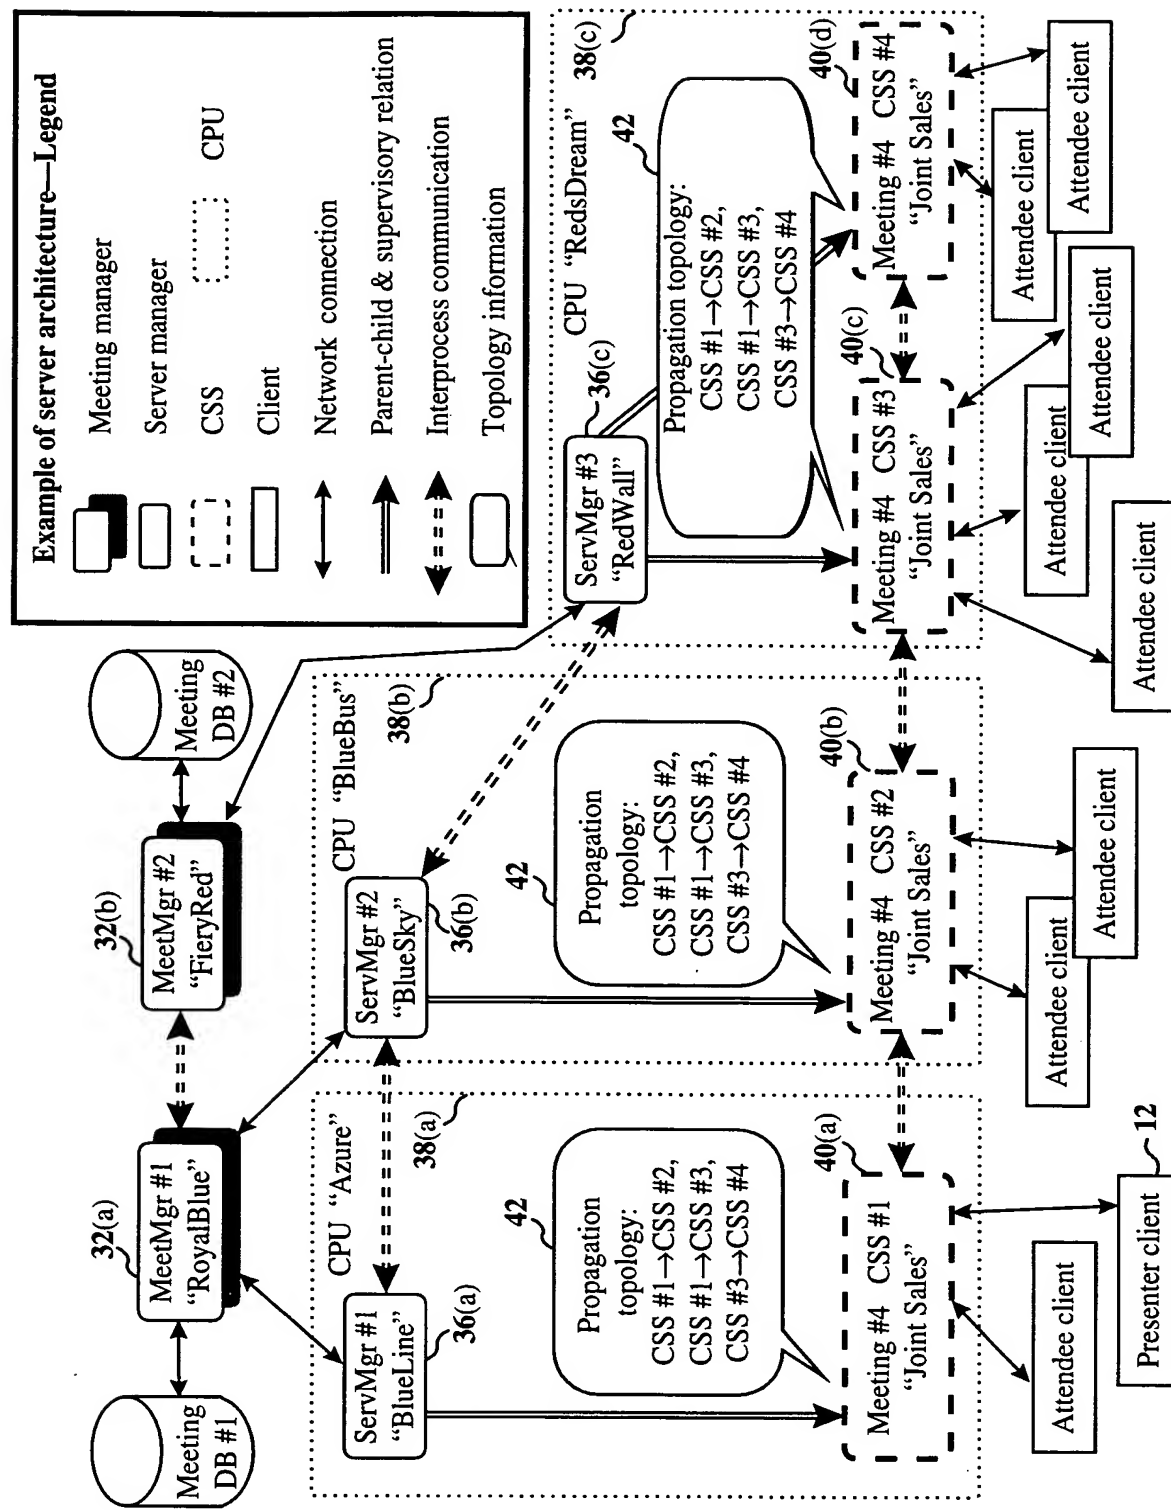 Example of server architecture—Legend
Meeting manager
Server manager
CSS
CPU
Client
Network connection
Parent-child & supervisory relation
Interprocess communication
Topology information
Meeting
DB #1
32(a)
MeetMgr #1
“RoyalBlue”
32(b)
MeetMgr #2
“FieryRed”
Meeting
DB #2
CPU “Azure”
38(a)
ServMgr #1
“BlueLine”
36(a)
42
Propagation
topology:
CSS #1→CSS #2,
CSS #1→CSS #3,
CSS #3→CSS #4
40(a)
Meeting #4 CSS #1
“Joint Sales”
Attendee client
Presenter client
12
CPU “BlueBus”
38(b)
ServMgr #2
“BlueSky”
36(b)
42
Propagation
topology:
CSS #1→CSS #2,
CSS #1→CSS #3,
CSS #3→CSS #4
40(b)
Meeting #4 CSS #2
“Joint Sales”
Attendee client
Attendee client
CPU “RedsDream”
38(c)
ServMgr #3
“RedWall”
36(c)
42
Propagation topology:
CSS #1→CSS #2,
CSS #1→CSS #3,
CSS #3→CSS #4
40(c)
Meeting #4 CSS #3
“Joint Sales”
40(d)
Meeting #4 CSS #4
“Joint Sales”
Attendee client
Attendee client
Attendee client
Attendee client
Attendee client